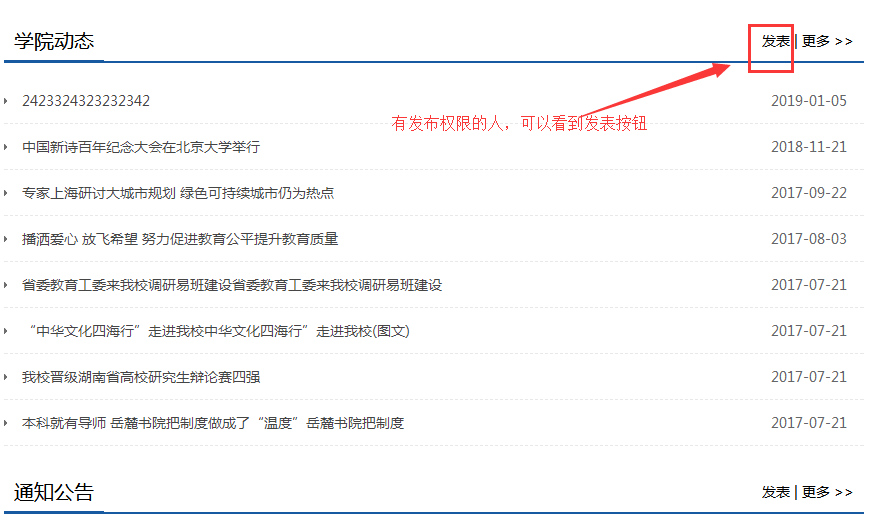 学院动态
发表 | 更多 >>
2423324323232342 2019-01-05
有发布权限的人，可以看到发表按钮
中国新诗百年纪念大会在北京大学举行 2018-11-21
专家上海研讨大城市规划 绿色可持续城市仍为热点 2017-09-22
播洒爱心 放飞希望 努力促进教育公平提升教育质量 2017-08-03
省委教育工委来我校调研易班建设省委教育工委来我校调研易班建设 2017-07-21
“中华文化四海行”走进我校中华文化四海行”走进我校(图文) 2017-07-21
我校晋级湖南省高校研究生辩论赛四强 2017-07-21
本科就有导师 岳麓书院把制度做成了“温度”岳麓书院把制度 2017-07-21
通知公告
发表 | 更多 >>